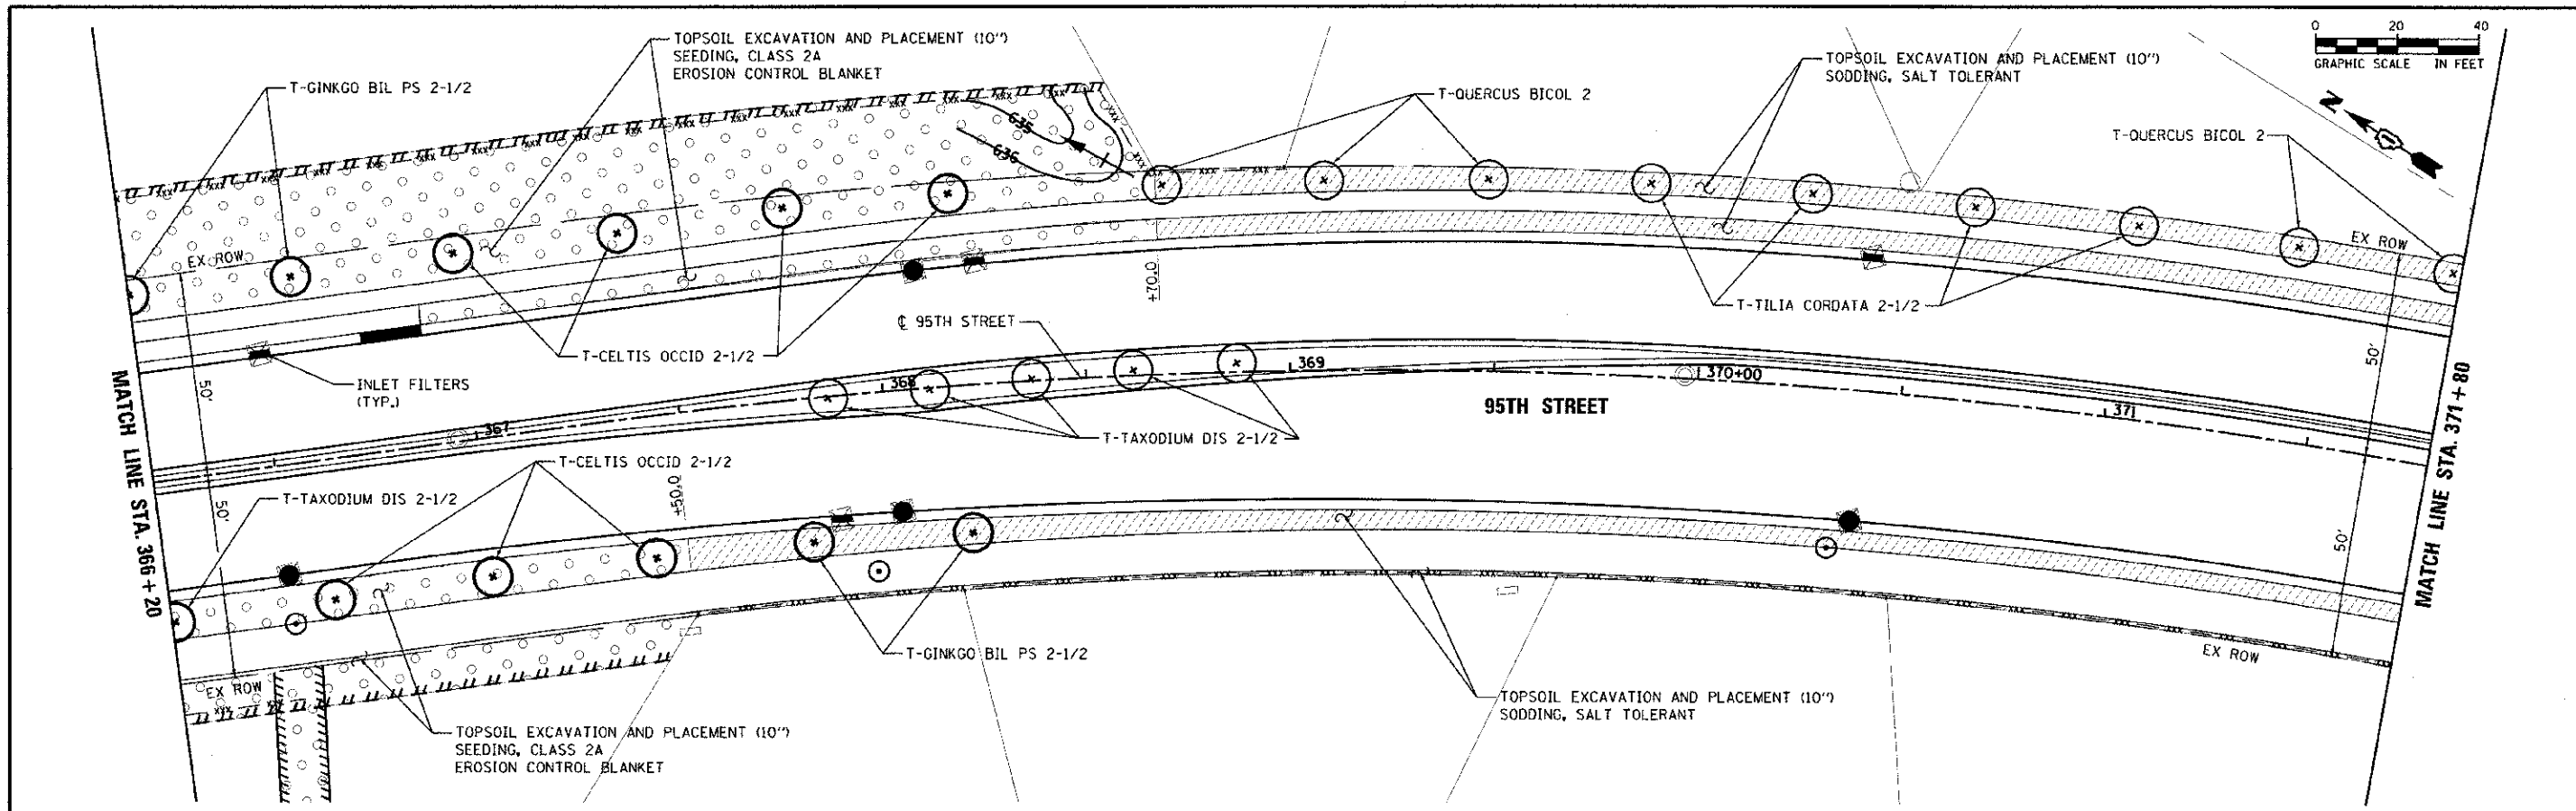 TOPSOIL EXCAVATION AND PLACEMENT (10")
SEEDING, CLASS 2A
EROSION CONTROL BLANKET
T-GINKGO BIL PS 2-1/2
T-QUERCUS BICOL 2
TOPSOIL EXCAVATION AND PLACEMENT (10")
SODDING, SALT TOLERANT
0 20 40
GRAPHIC SCALE IN FEET
N
T-QUERCUS BICOL 2
635
636
EX ROW
EX ROW
+70.0
T-TILIA CORDATA 2-1/2
₵ 95TH STREET
T-CELTIS OCCID 2-1/2
INLET FILTERS
(TYP.)
50'
50'
MATCH LINE STA. 366+20
367
368
369
370+00
371
95TH STREET
MATCH LINE STA. 371+80
T-TAXODIUM DIS 2-1/2
T-CELTIS OCCID 2-1/2
T-TAXODIUM DIS 2-1/2
+50.0
50'
50'
T-GINKGO BIL PS 2-1/2
EX ROW
EX ROW
TOPSOIL EXCAVATION AND PLACEMENT (10")
SODDING, SALT TOLERANT
TOPSOIL EXCAVATION AND PLACEMENT (10")
SEEDING, CLASS 2A
EROSION CONTROL BLANKET